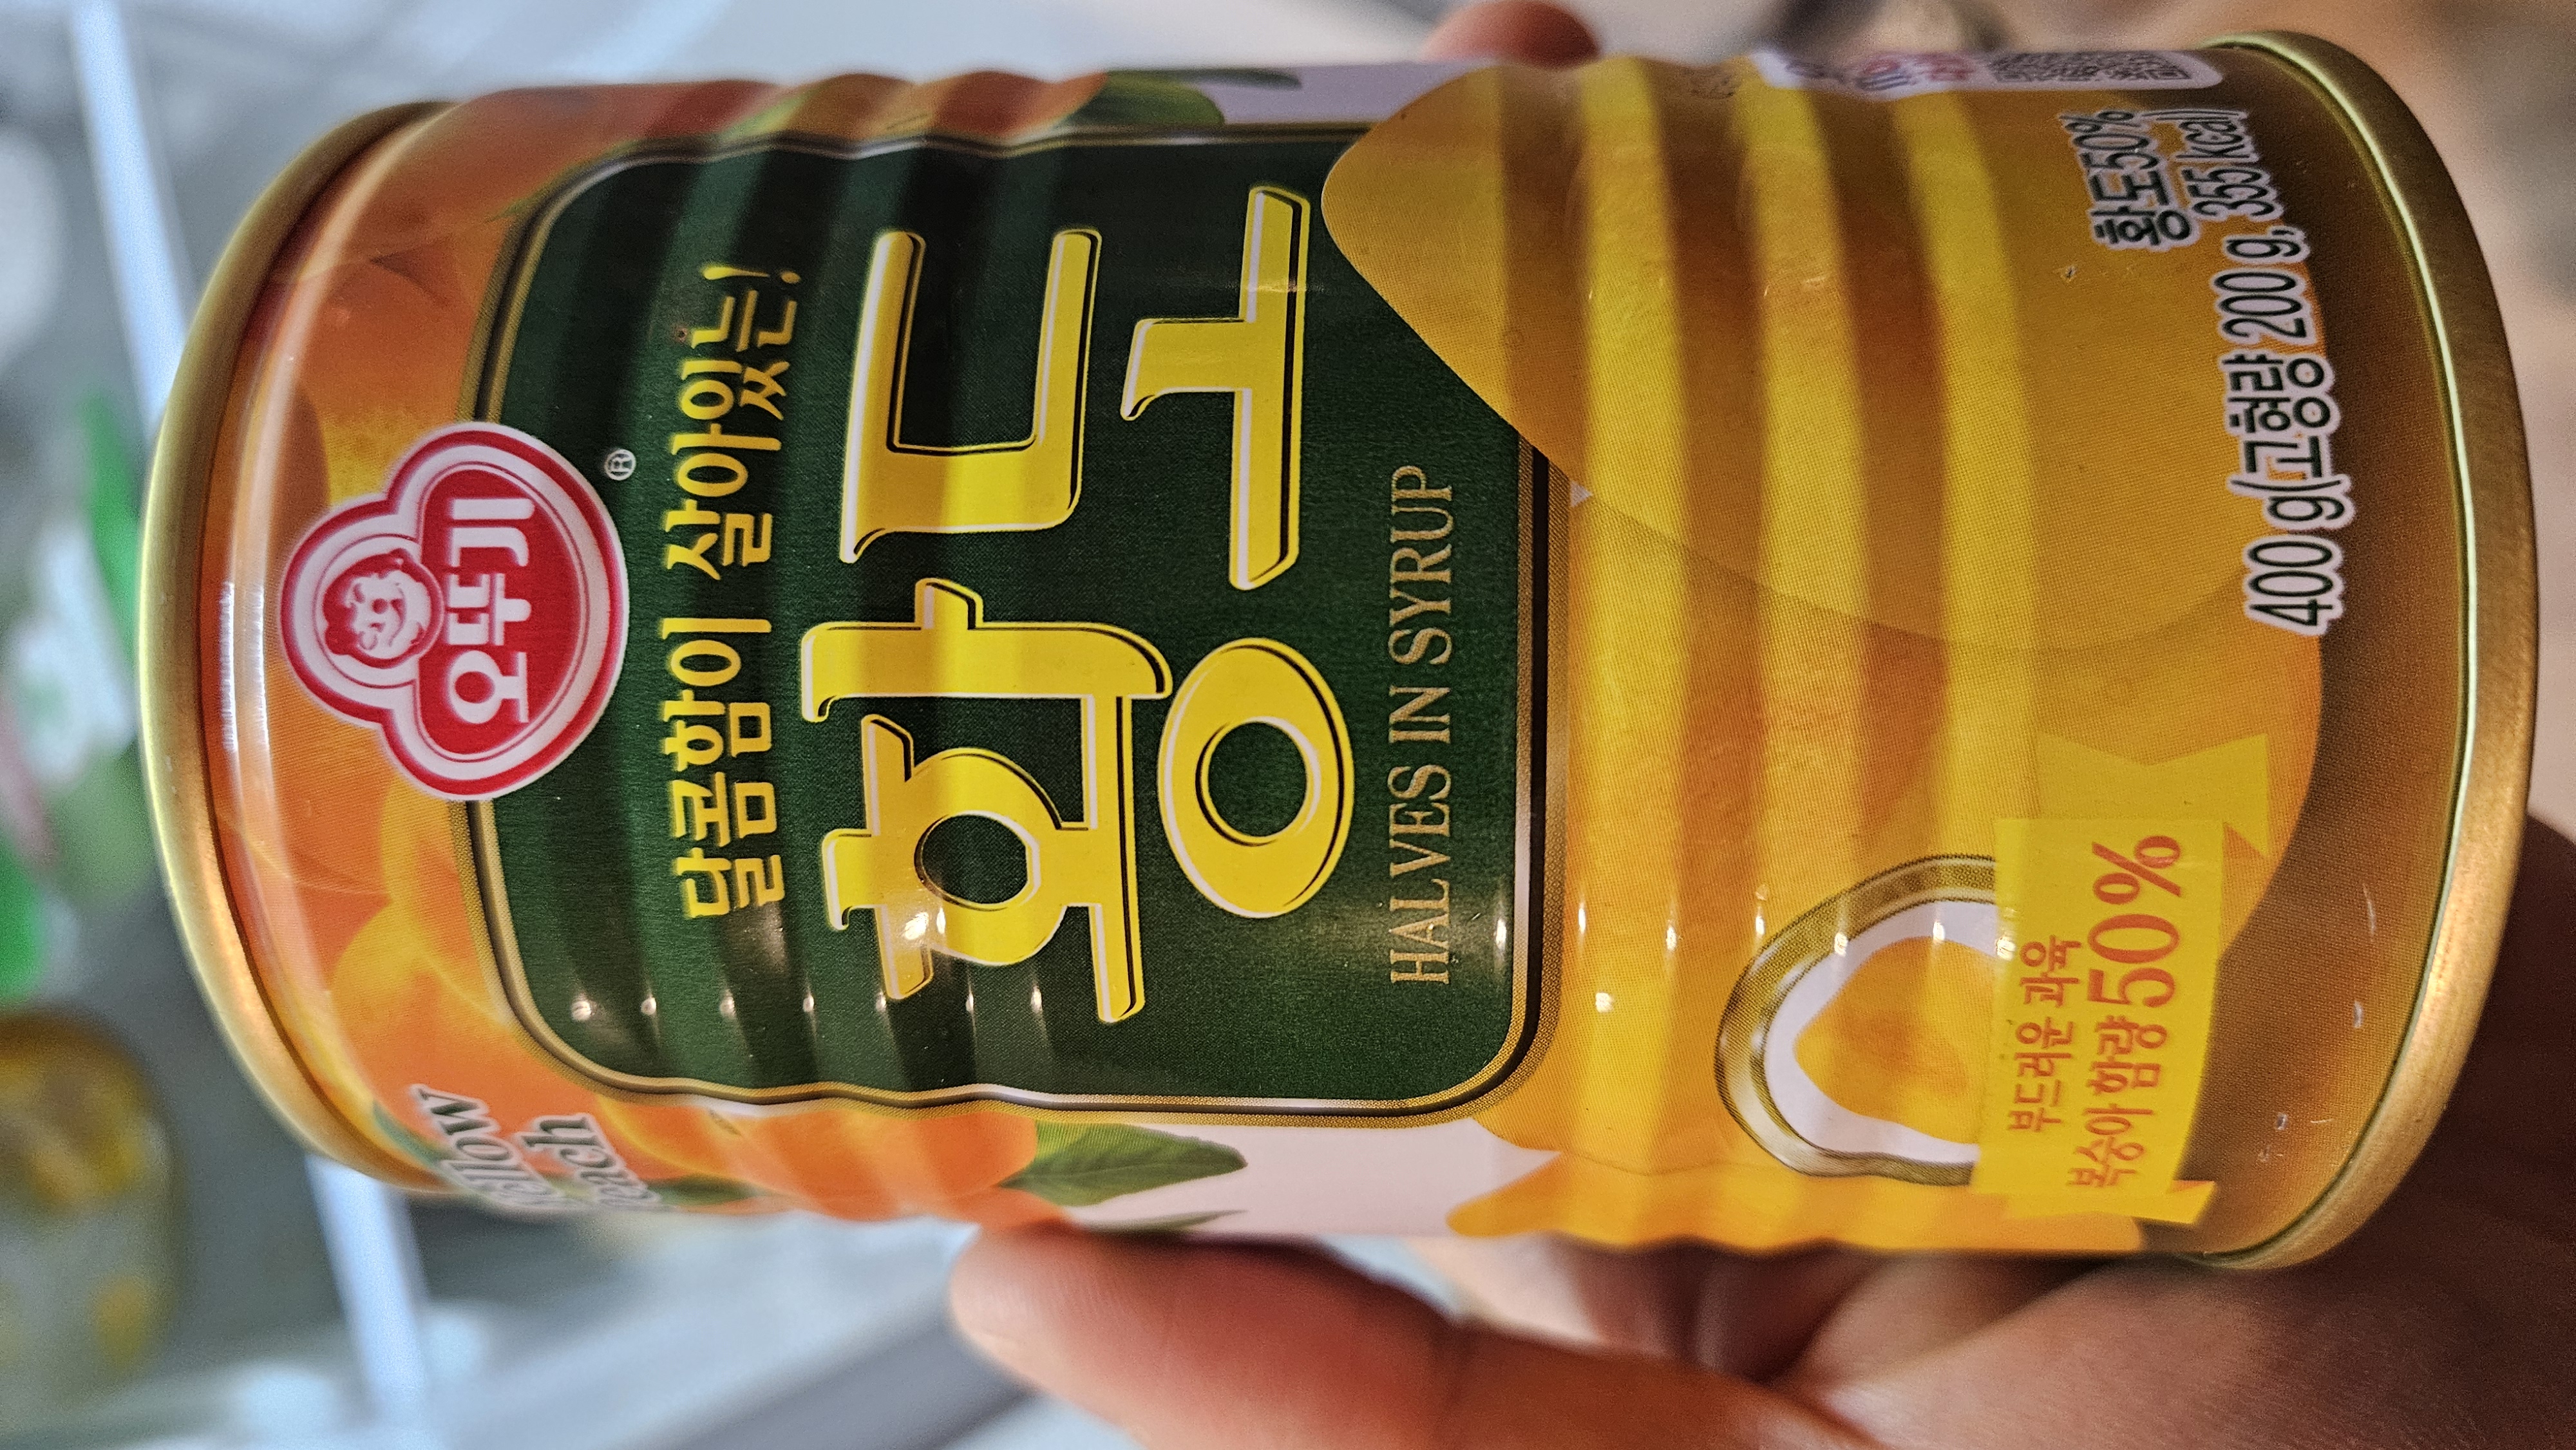 오뚜기
®
달콤함이 살아있는!
황도
HALVES IN SYRUP
Yellow
Peach
부드러운 과육
복숭아 함량 50%
황도50%
400 g(고형량 200 g, 355 kcal)